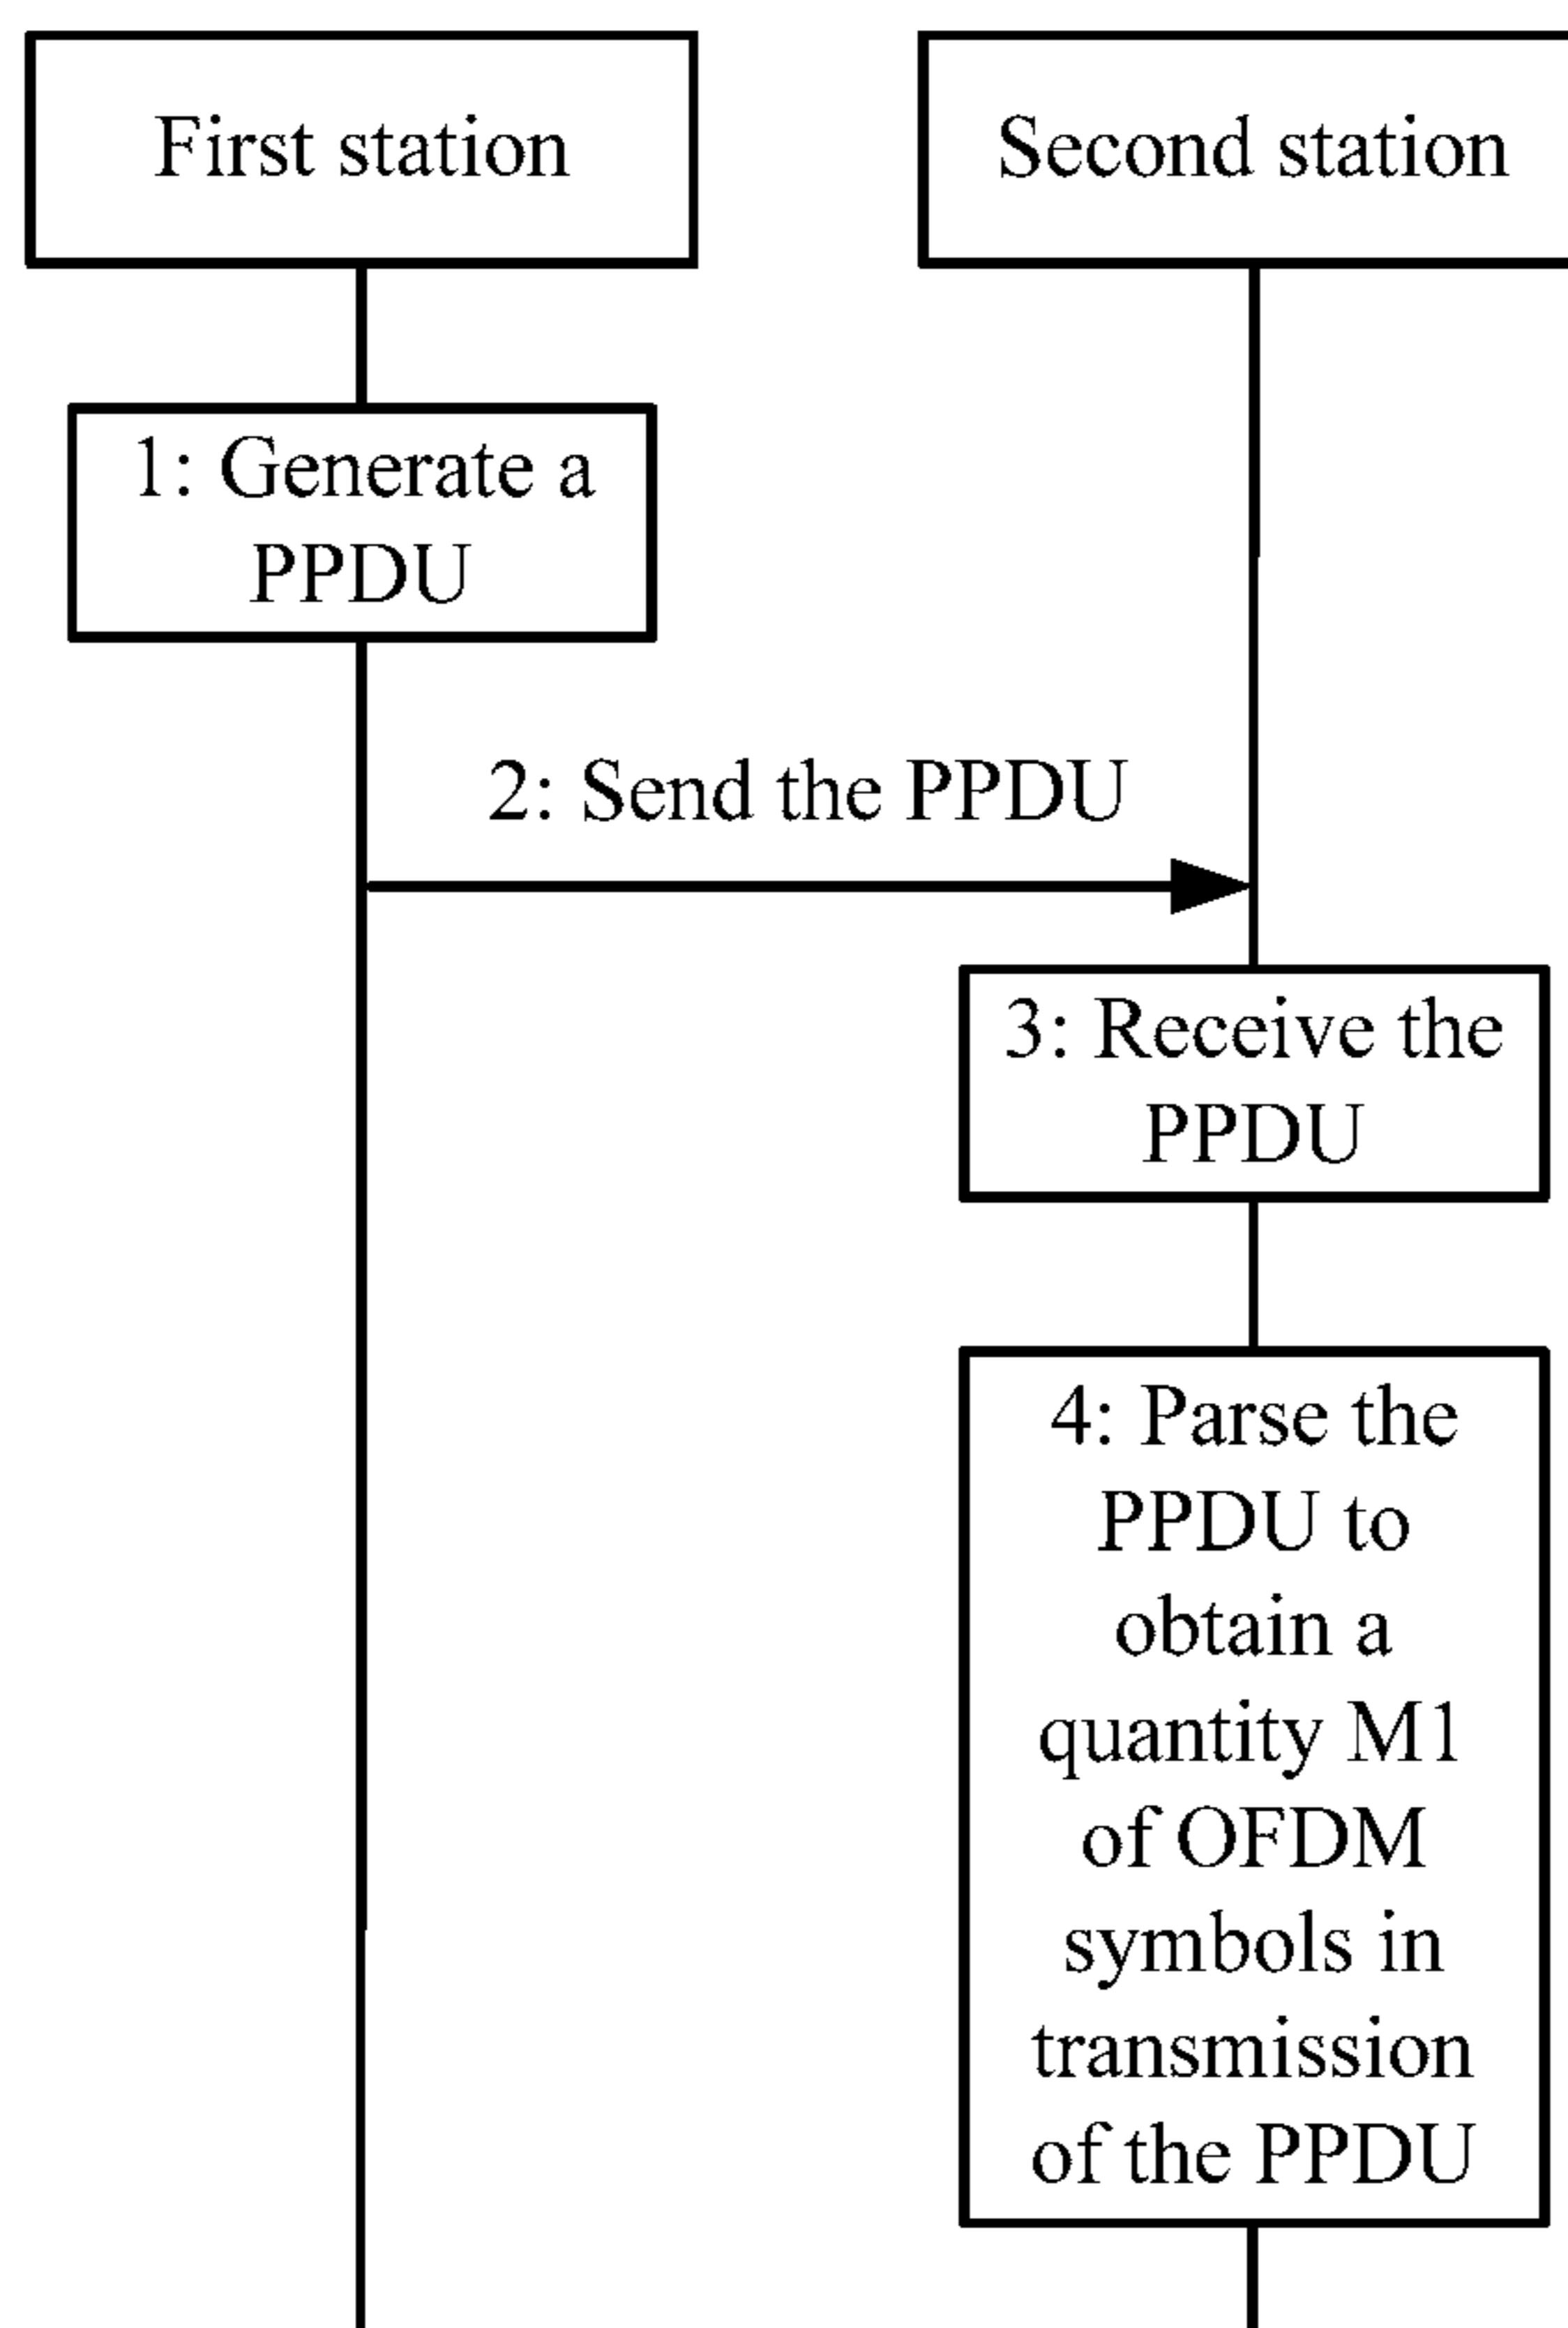 First station
Second station
1: Generate a
PPDU
2: Send the PPDU
3: Receive the
PPDU
4: Parse the
PPDU to
obtain a
quantity M1
of OFDM
symbols in
transmission
of the PPDU